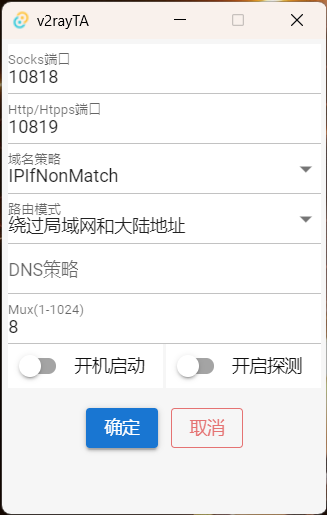 v2rayTA
Socks端口
10818
Http/Htpps端口
10819
域名策略
IPIfNonMatch
路由模式
绕过局域网和大陆地址
DNS策略
Mux(1-1024)
8
开机启动 开启探测
确定 取消